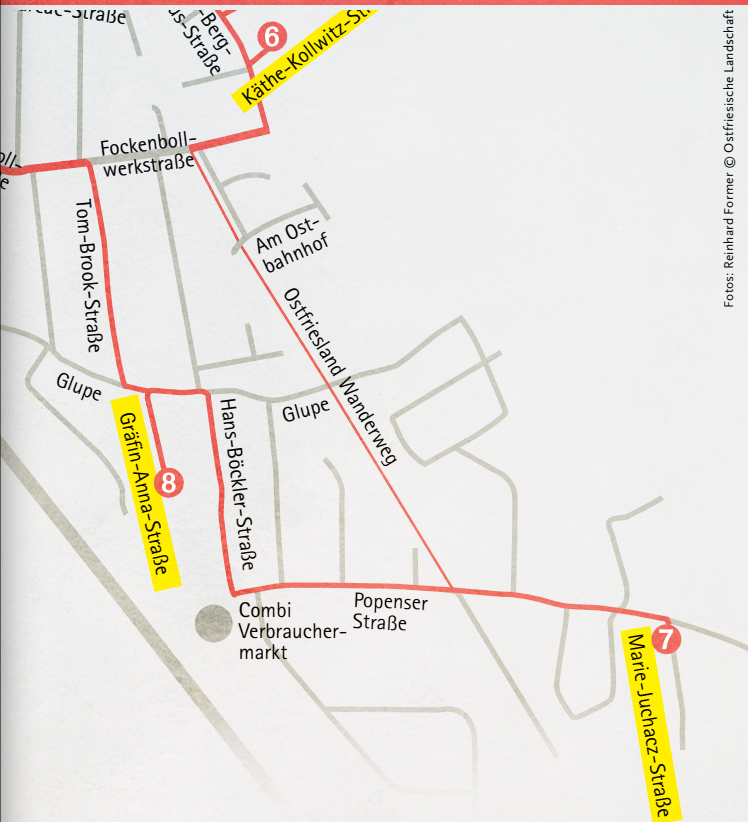 -Berg-
-Straße
6
Käthe-Kollwitz-St
Fockenboll-
werkstraße
Tom-Brook-Straße
Am Ost-
bahnhof
Ostfriesland Wanderweg
Glupe
Glupe
Gräfin-Anna-Straße
8
Hans-Böckler-Straße
Combi
Verbraucher-
markt
Popenser
Straße
7
Marie-Juchacz-Straße
Fotos: Reinhard Former © Ostfriesische Landschaft